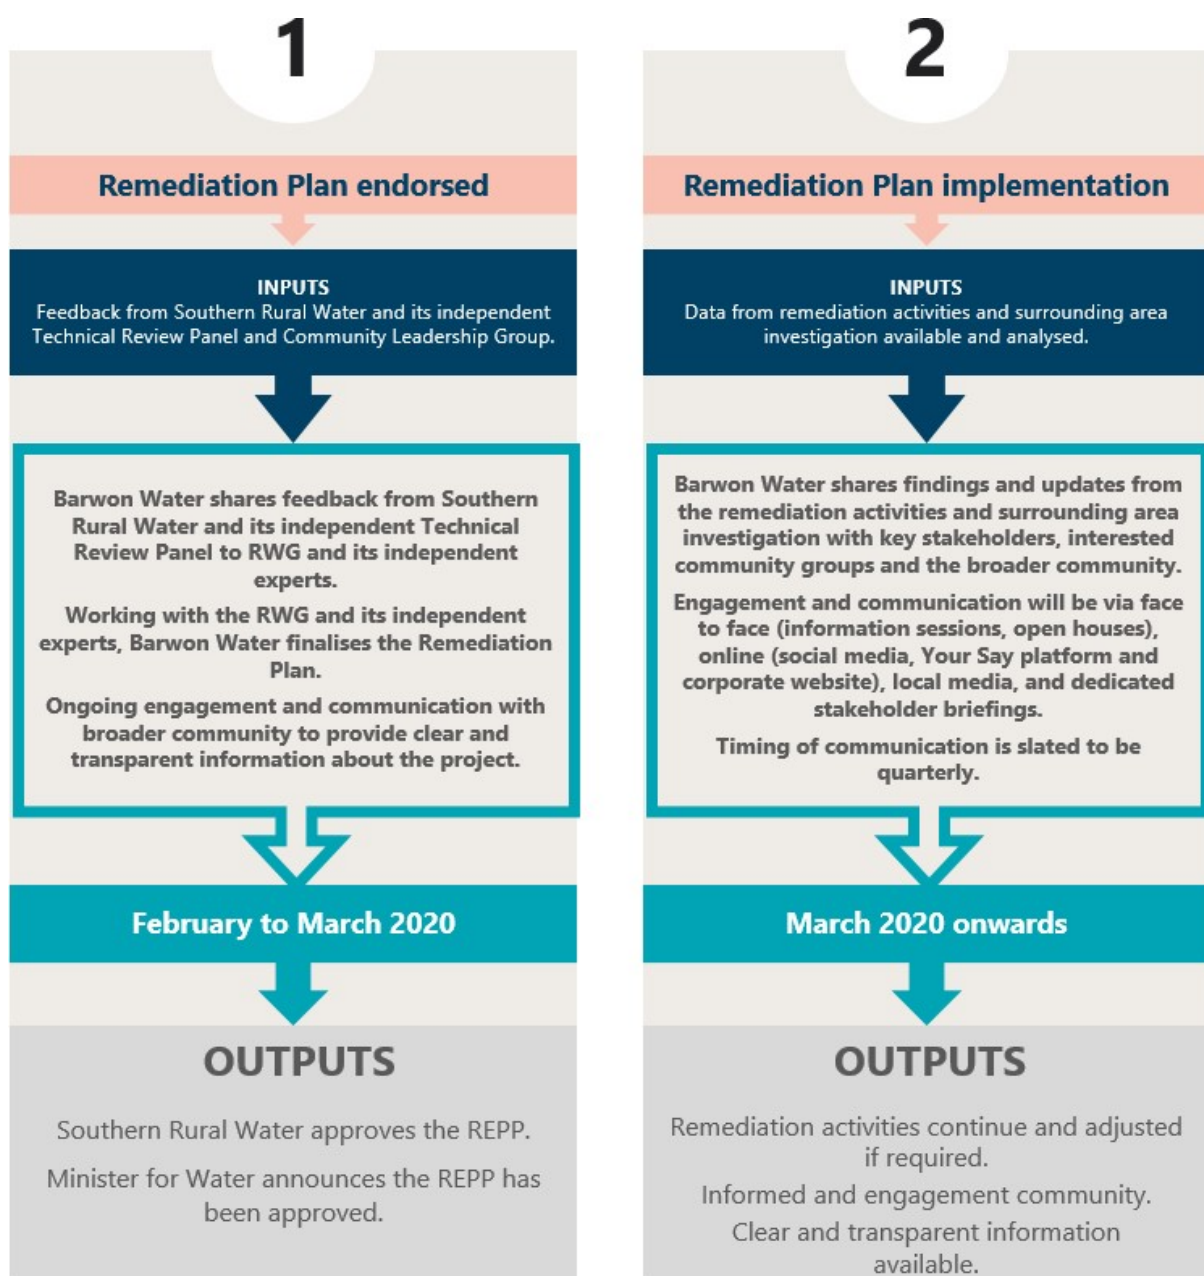 1
Remediation Plan endorsed
INPUTS
Feedback from Southern Rural Water and its independent
Technical Review Panel and Community Leadership Group.
Barwon Water shares feedback from Southern
Rural Water and its independent Technical
Review Panel to RWG and its independent
experts.
Working with the RWG and its independent
experts, Barwon Water finalises the Remediation
Plan.
Ongoing engagement and communication with
broader community to provide clear and
transparent information about the project.
February to March 2020
OUTPUTS
Southern Rural Water approves the REPP.
Minister for Water announces the REPP has
been approved.
2
Remediation Plan implementation
INPUTS
Data from remediation activities and surrounding area
investigation available and analysed.
Barwon Water shares findings and updates from
the remediation activities and surrounding area
investigation with key stakeholders, interested
community groups and the broader community.
Engagement and communication will be via face
to face (information sessions, open houses),
online (social media, Your Say platform and
corporate website), local media, and dedicated
stakeholder briefings.
Timing of communication is slated to be
quarterly.
March 2020 onwards
OUTPUTS
Remediation activities continue and adjusted
if required.
Informed and engagement community.
Clear and transparent information
available.